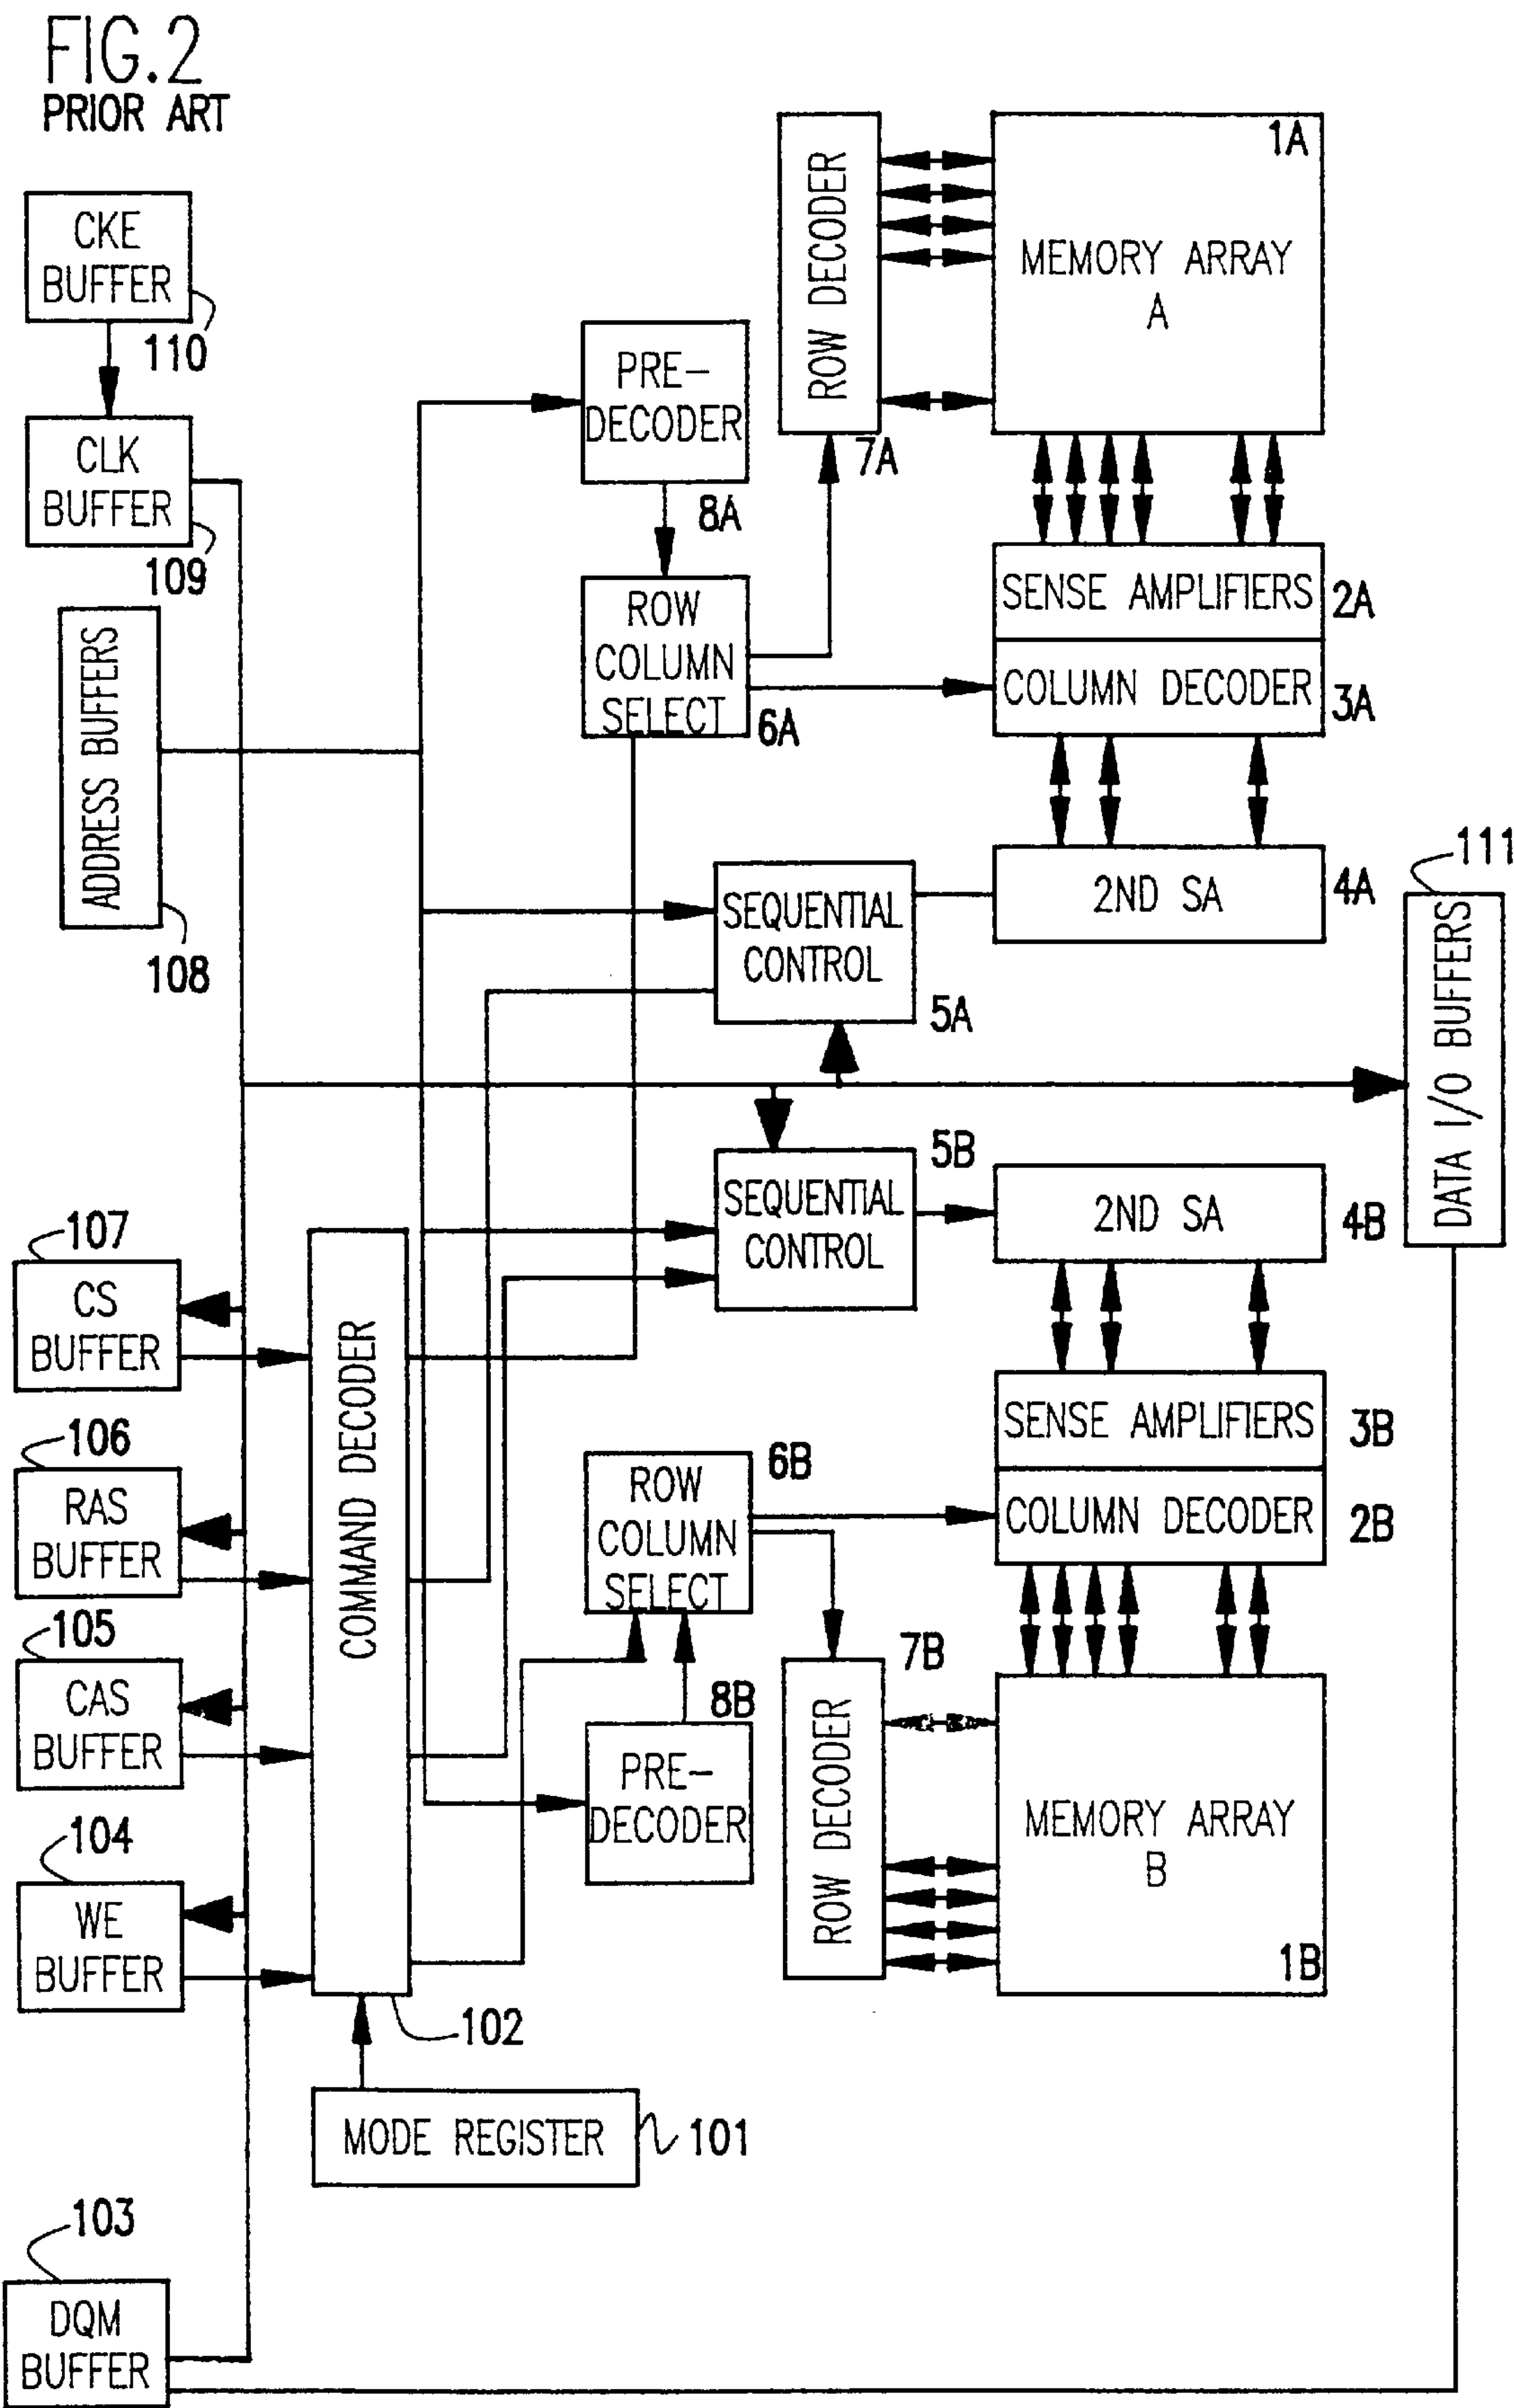 FIG.2
PRIOR ART
CKE
BUFFER
110
CLK
BUFFER
109
ADDRESS BUFFERS
108
PRE-
DECODER
8A
ROW
COLUMN
SELECT
6A
ROW DECODER
7A
1A
MEMORY ARRAY
A
SENSE AMPLIFIERS
2A
COLUMN DECODER
3A
2ND SA
4A
SEQUENTIAL
CONTROL
5A
111
DATA I/O BUFFERS
5B
SEQUENTIAL
CONTROL
2ND SA
4B
107
CS
BUFFER
106
RAS
BUFFER
105
CAS
BUFFER
104
WE
BUFFER
COMMAND DECODER
102
SENSE AMPLIFIERS
3B
COLUMN DECODER
2B
6B
ROW
COLUMN
SELECT
8B
PRE-
DECODER
7B
ROW DECODER
MEMORY ARRAY
B
1B
MODE REGISTER
101
103
DQM
BUFFER